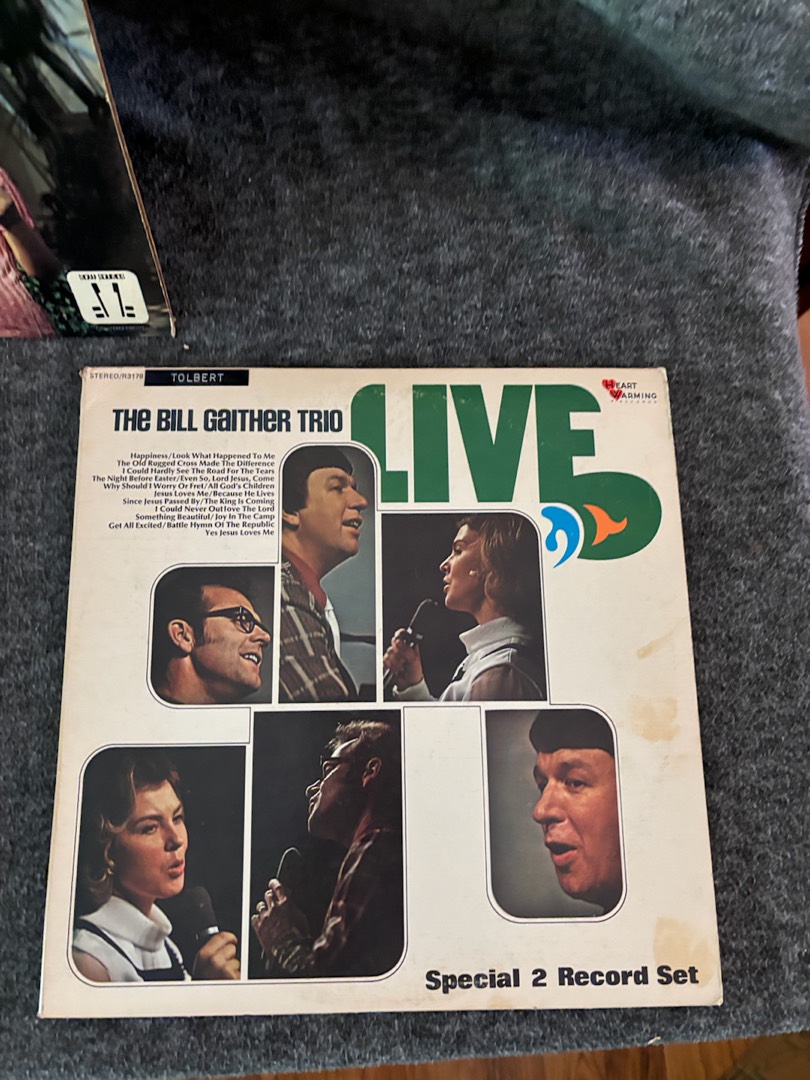 STEREO/R3178
TOLBERT
THE BILL GAITHER TRIO
LIVE
HEART
WARMING
RECORDS
Happiness/Look What Happened To Me
The Old Rugged Cross Made The Difference
I Could Hardly See The Road For The Tears
The Night Before Easter/Even So, Lord Jesus, Come
Why Should I Worry Or Fret/All God's Children
Jesus Loves Me/Because He Lives
Since Jesus Passed By/The King Is Coming
I Could Never Outlove The Lord
Something Beautiful/Joy In The Camp
Get All Excited/Battle Hymn Of The Republic
Yes Jesus Loves Me
Special 2 Record Set